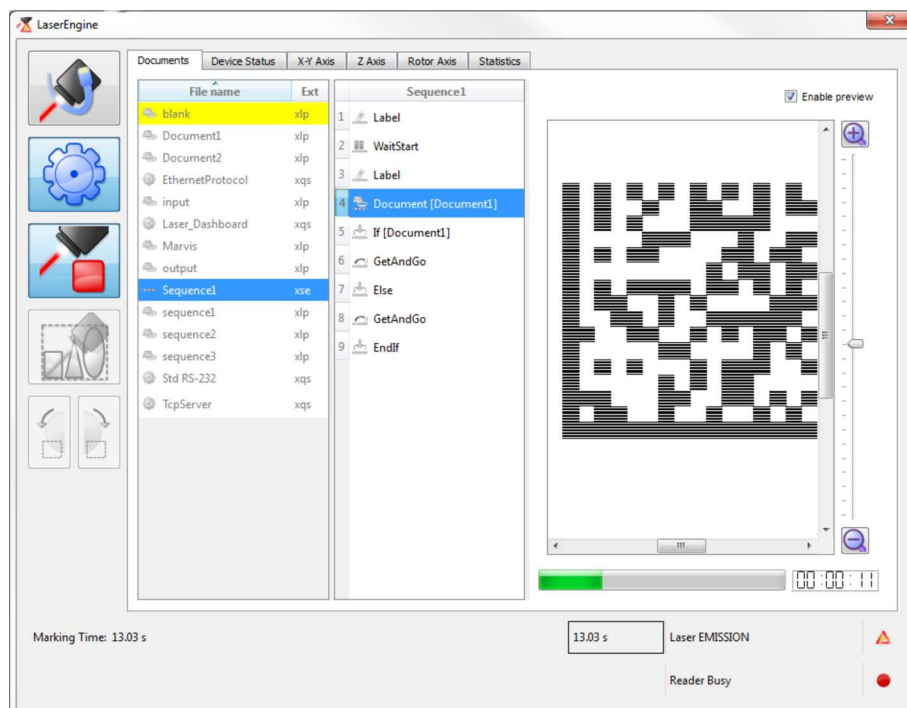 LaserEngine
Documents Device Status X-Y Axis Z Axis Rotor Axis Statistics
File name Ext
blank xlp
Document1 xlp
Document2 xlp
EthernetProtocol xqs
input xlp
Laser_Dashboard xqs
Marvis xlp
output xlp
Sequence1 xse
sequence1 xlp
sequence2 xlp
sequence3 xlp
Std RS-232 xqs
TcpServer xqs
Sequence1
1 Label
2 WaitStart
3 Label
4 Document [Document1]
5 If [Document1]
6 GetAndGo
7 Else
8 GetAndGo
9 EndIf
Enable preview
00:00:11
Marking Time: 13.03 s
13.03 s
Laser EMISSION
Reader Busy